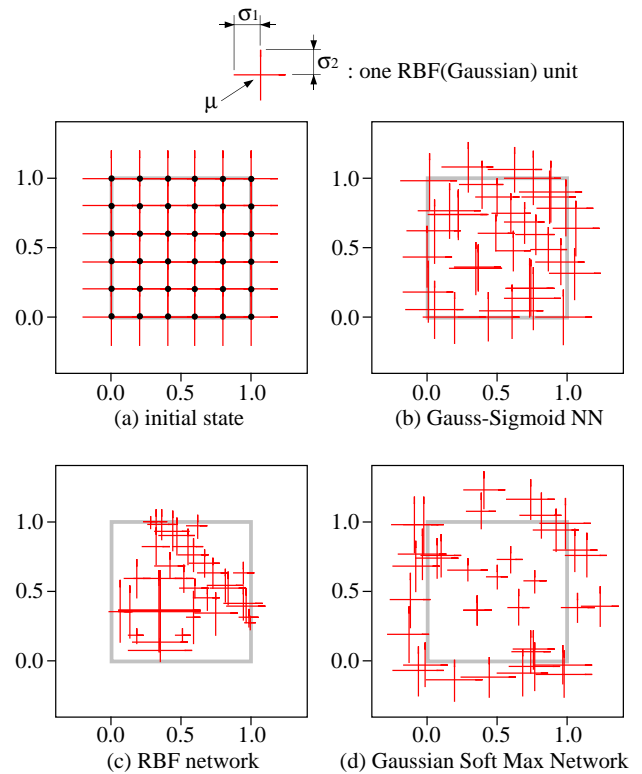 σ1
σ2
μ
: one RBF(Gaussian) unit
1.0
0.5
0.0
0.0 0.5 1.0
(a) initial state
1.0
0.5
0.0
0.0 0.5 1.0
(b) Gauss-Sigmoid NN
1.0
0.5
0.0
0.0 0.5 1.0
(c) RBF network
1.0
0.5
0.0
0.0 0.5 1.0
(d) Gaussian Soft Max Network